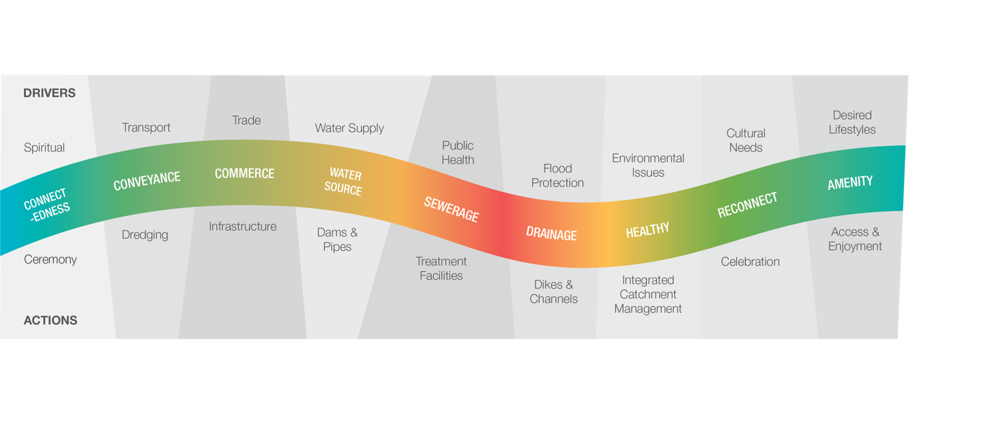 DRIVERS
Spiritual
Transport
Trade
Water Supply
Public
Health
Flood
Protection
Environmental
Issues
Cultural
Needs
Desired
Lifestyles
CONNECT
-EDNESS
CONVEYANCE
COMMERCE
WATER
SOURCE
SEWERAGE
DRAINAGE
HEALTHY
RECONNECT
AMENITY
Ceremony
Dredging
Infrastructure
Dams &
Pipes
Treatment
Facilities
Dikes &
Channels
Integrated
Catchment
Management
Celebration
Access &
Enjoyment
ACTIONS